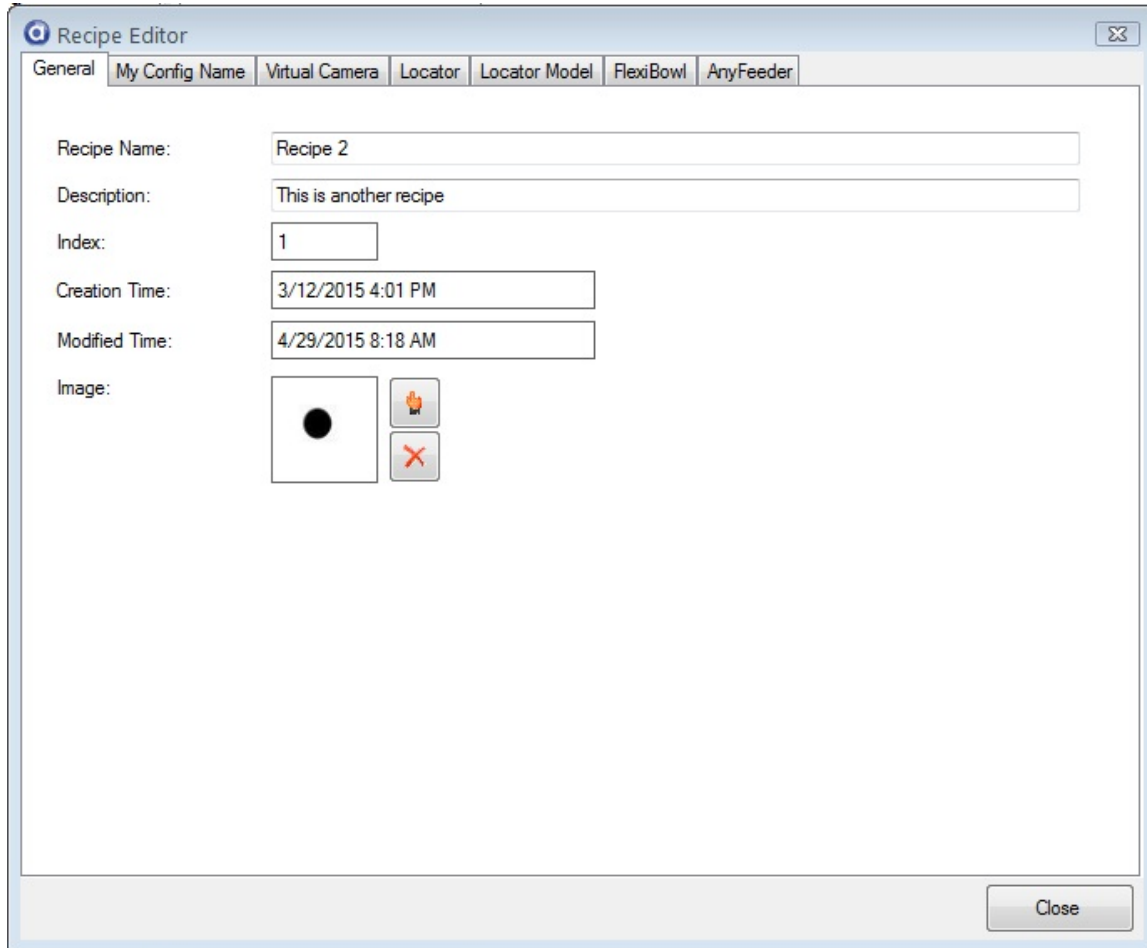 Recipe Editor
General My Config Name Virtual Camera Locator Locator Model FlexiBowl AnyFeeder
Recipe Name: Recipe 2
Description: This is another recipe
Index: 1
Creation Time: 3/12/2015 4:01 PM
Modified Time: 4/29/2015 8:18 AM
Image:
Close